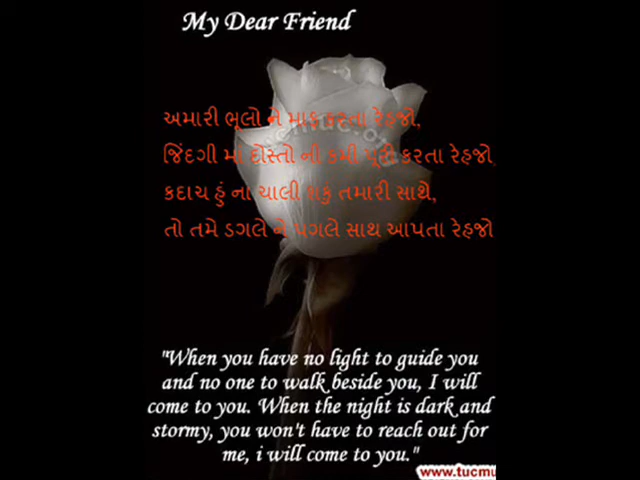 My Dear Friend
અમારી ભૂલો ને માફ કરતા રેહજો,
જિંદગી માં દોસ્તો ની કમી પૂરી કરતા રેહજો,
કદાચ હું ના ચાલી શકુ તમારી સાથે,
તો તમે ડગલે ને પગલે સાથ આપતા રેહજો
"When you have no light to guide you
and no one to walk beside you, I will
come to you. When the night is dark and
stormy, you won't have to reach out for
me, i will come to you."
www.tucmu